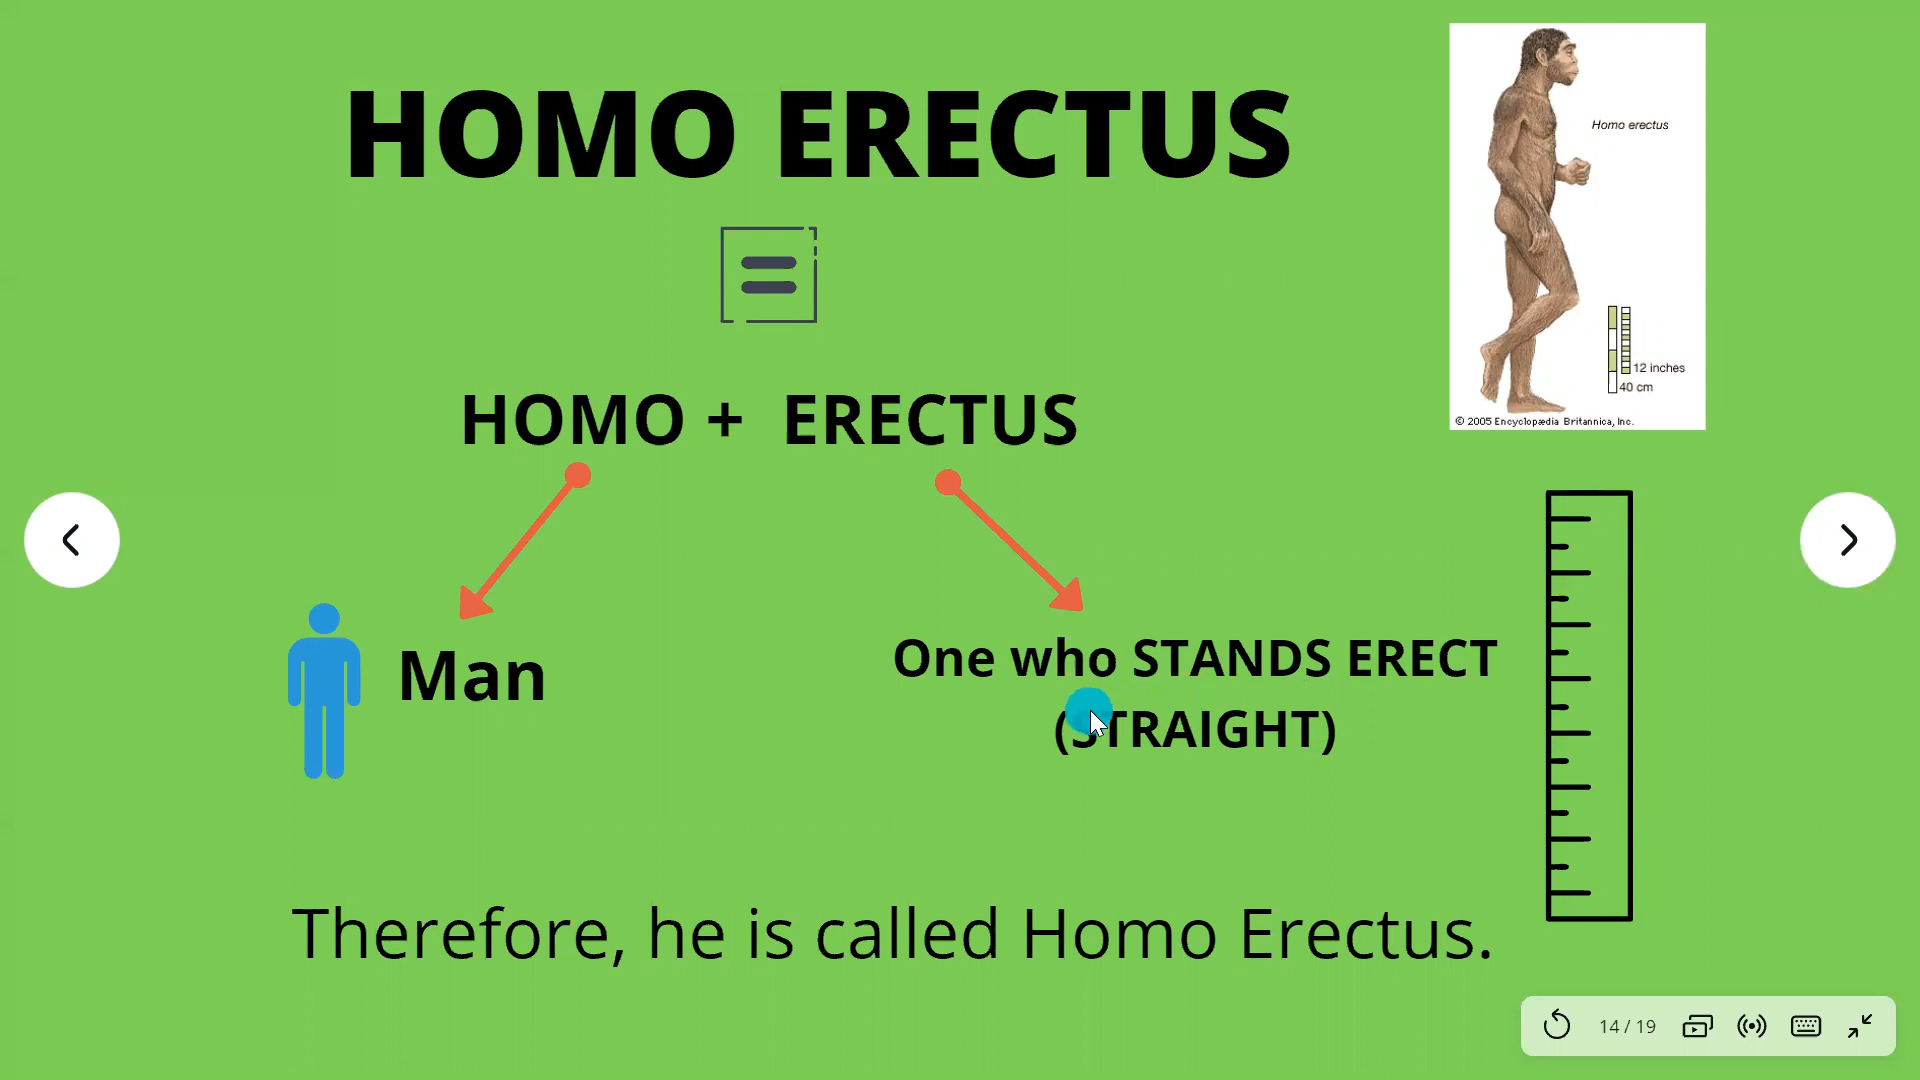 HOMO ERECTUS
Homo erectus
12 inches
40 cm
© 2005 Encyclopædia Britannica, Inc.
HOMO + ERECTUS
Man
One who STANDS ERECT
(STRAIGHT)
Therefore, he is called Homo Erectus.
14 / 19